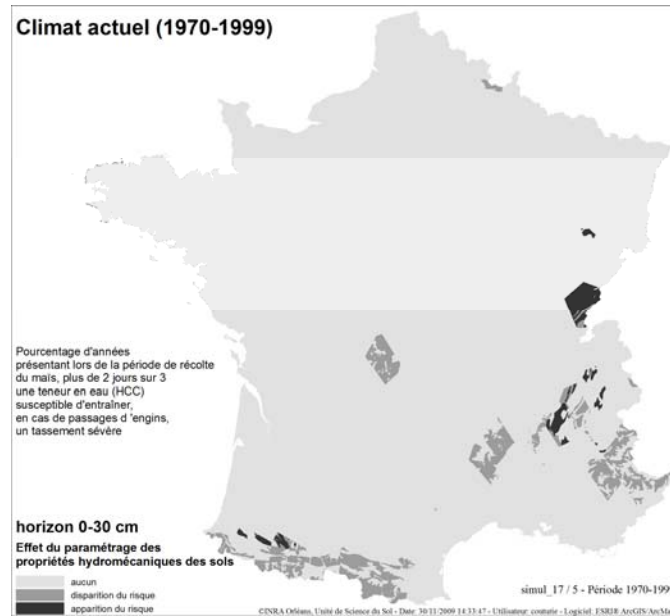 Climat actuel (1970-1999)
Pourcentage d'années
présentant lors de la période de récolte
du maïs, plus de 2 jours sur 3
une teneur en eau (HCC)
susceptible d'entraîner,
en cas de passages d 'engins,
un tassement sévère
horizon 0-30 cm
Effet du paramétrage des
propriétés hydromécaniques des sols
aucun
disparition du risque
apparition du risque
simul_17 / 5 - Période 1970-199
©INRA Orléans, Unité de Science du Sol - Date: 30/11/2009 14:33:47 - Utilisateur: couturie - Logiciel: ESRI® ArcGIS/ArcMa